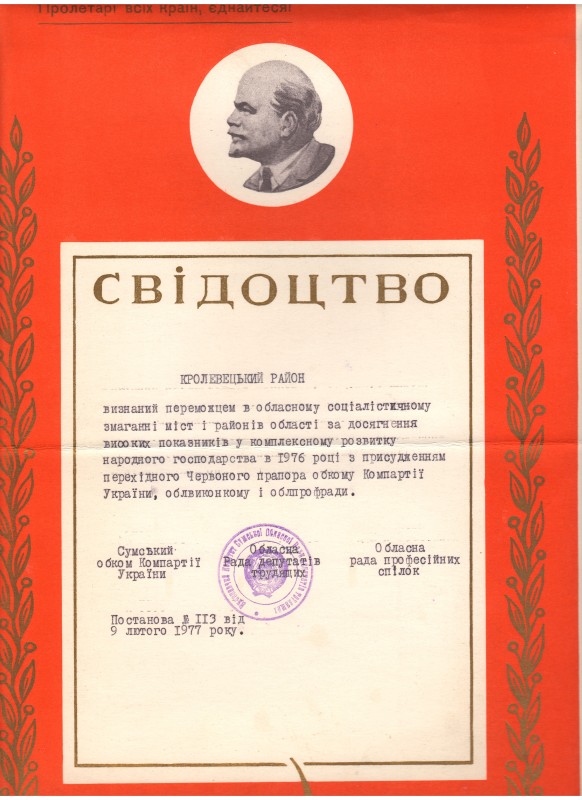 Пролетарі всіх країн, єднайтеся!
СВІДОЦТВО
КРОЛЕВЕЦЬКИЙ РАЙОН
визнаний переможцем в обласному соціалістичному
змаганні міст і районів області за досягнення
високих показників у комплексному розвитку
народного господарства в 1976 році з присудженням
перехідного Червоного прапора обкому Компартії
України, облвиконкому і облпрофради.
Сумський обком Компартії України
Обласна Рада депутатів трудящих
Обласна рада професійних спілок
Постанова № ІІ3 від
9 лютого 1977 року.